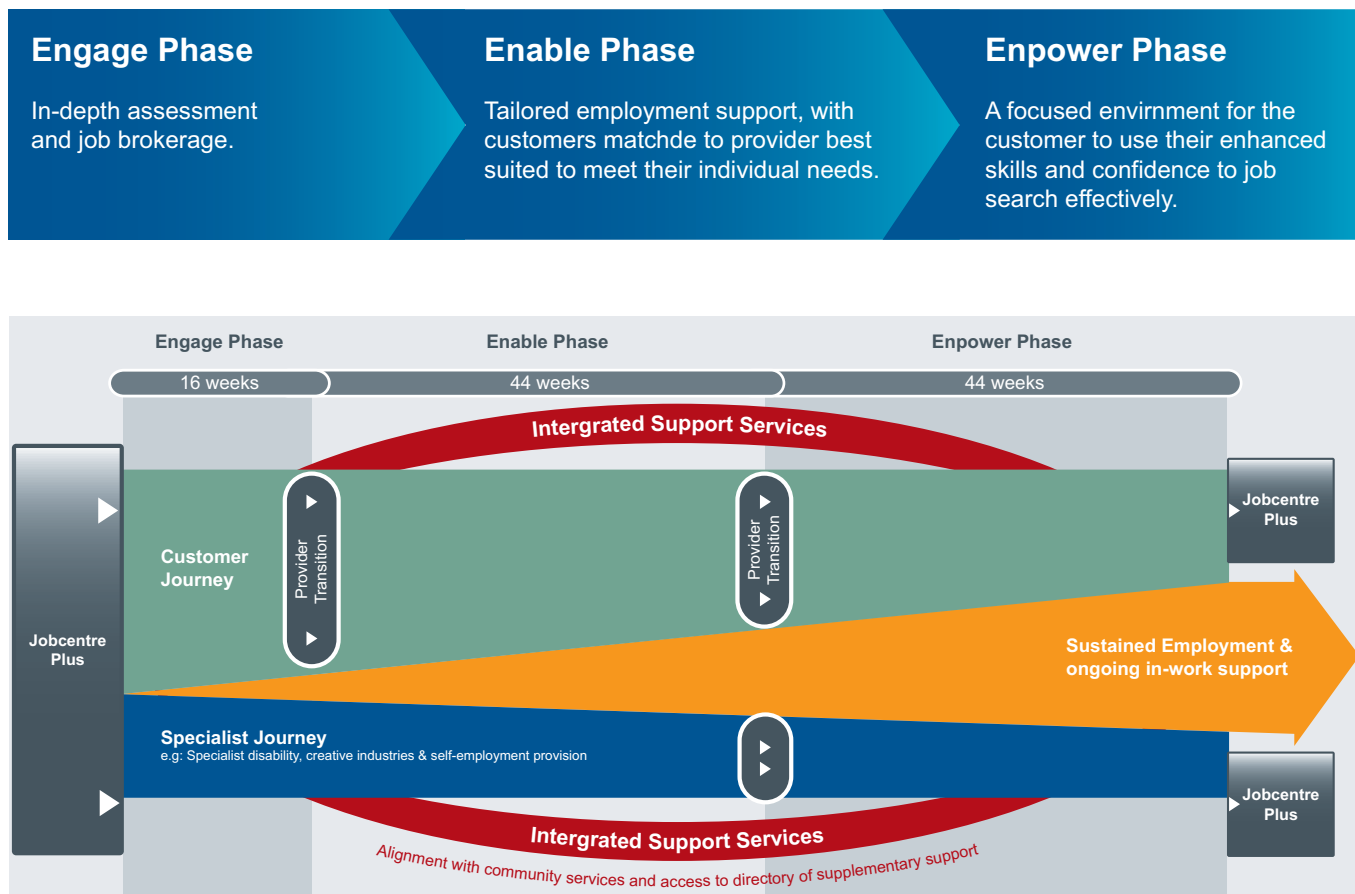 Engage Phase
In-depth assessment
and job brokerage.
Enable Phase
Tailored employment support, with
customers matchde to provider best
suited to meet their individual needs.
Enpower Phase
A focused envirnment for the
customer to use their enhanced
skills and confidence to job
search effectively.
Engage Phase
Enable Phase
Enpower Phase
16 weeks
44 weeks
44 weeks
Intergrated Support Services
Jobcentre
Plus
Customer
Journey
Provider
Transition
Provider
Transition
Jobcentre
Plus
Sustained Employment &
ongoing in-work support
Specialist Journey
e.g: Specialist disability, creative industries & self-employment provision
Jobcentre
Plus
Intergrated Support Services
Alignment with community services and access to directory of supplementary support